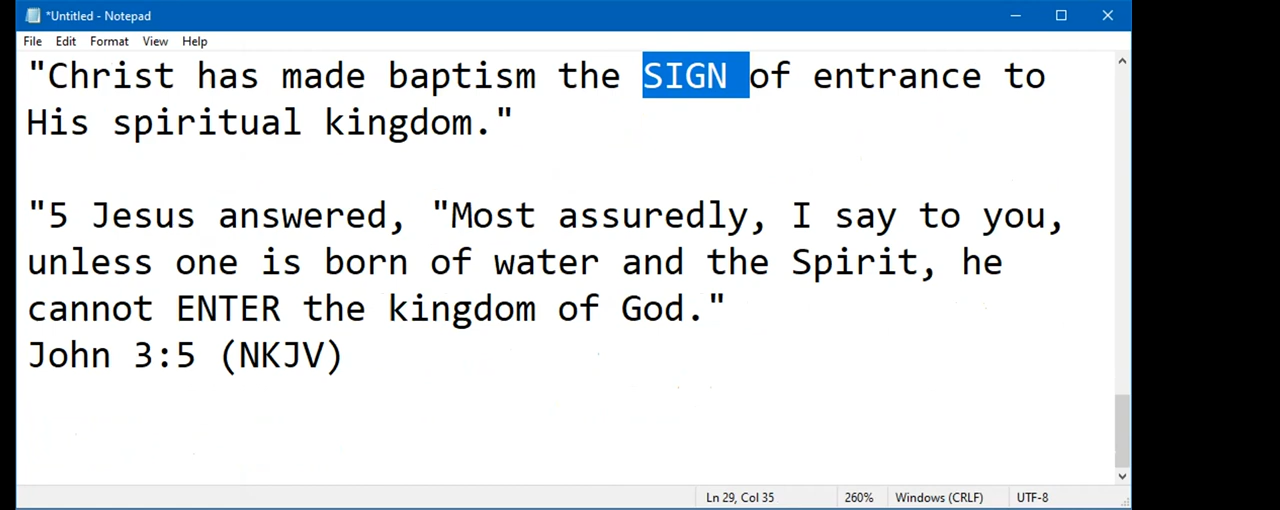 *Untitled - Notepad
File Edit Format View Help
"Christ has made baptism the SIGN of entrance to
His spiritual kingdom."
"5 Jesus answered, "Most assuredly, I say to you,
unless one is born of water and the Spirit, he
cannot ENTER the kingdom of God."
John 3:5 (NKJV)
Ln 29, Col 35 260% Windows (CRLF) UTF-8